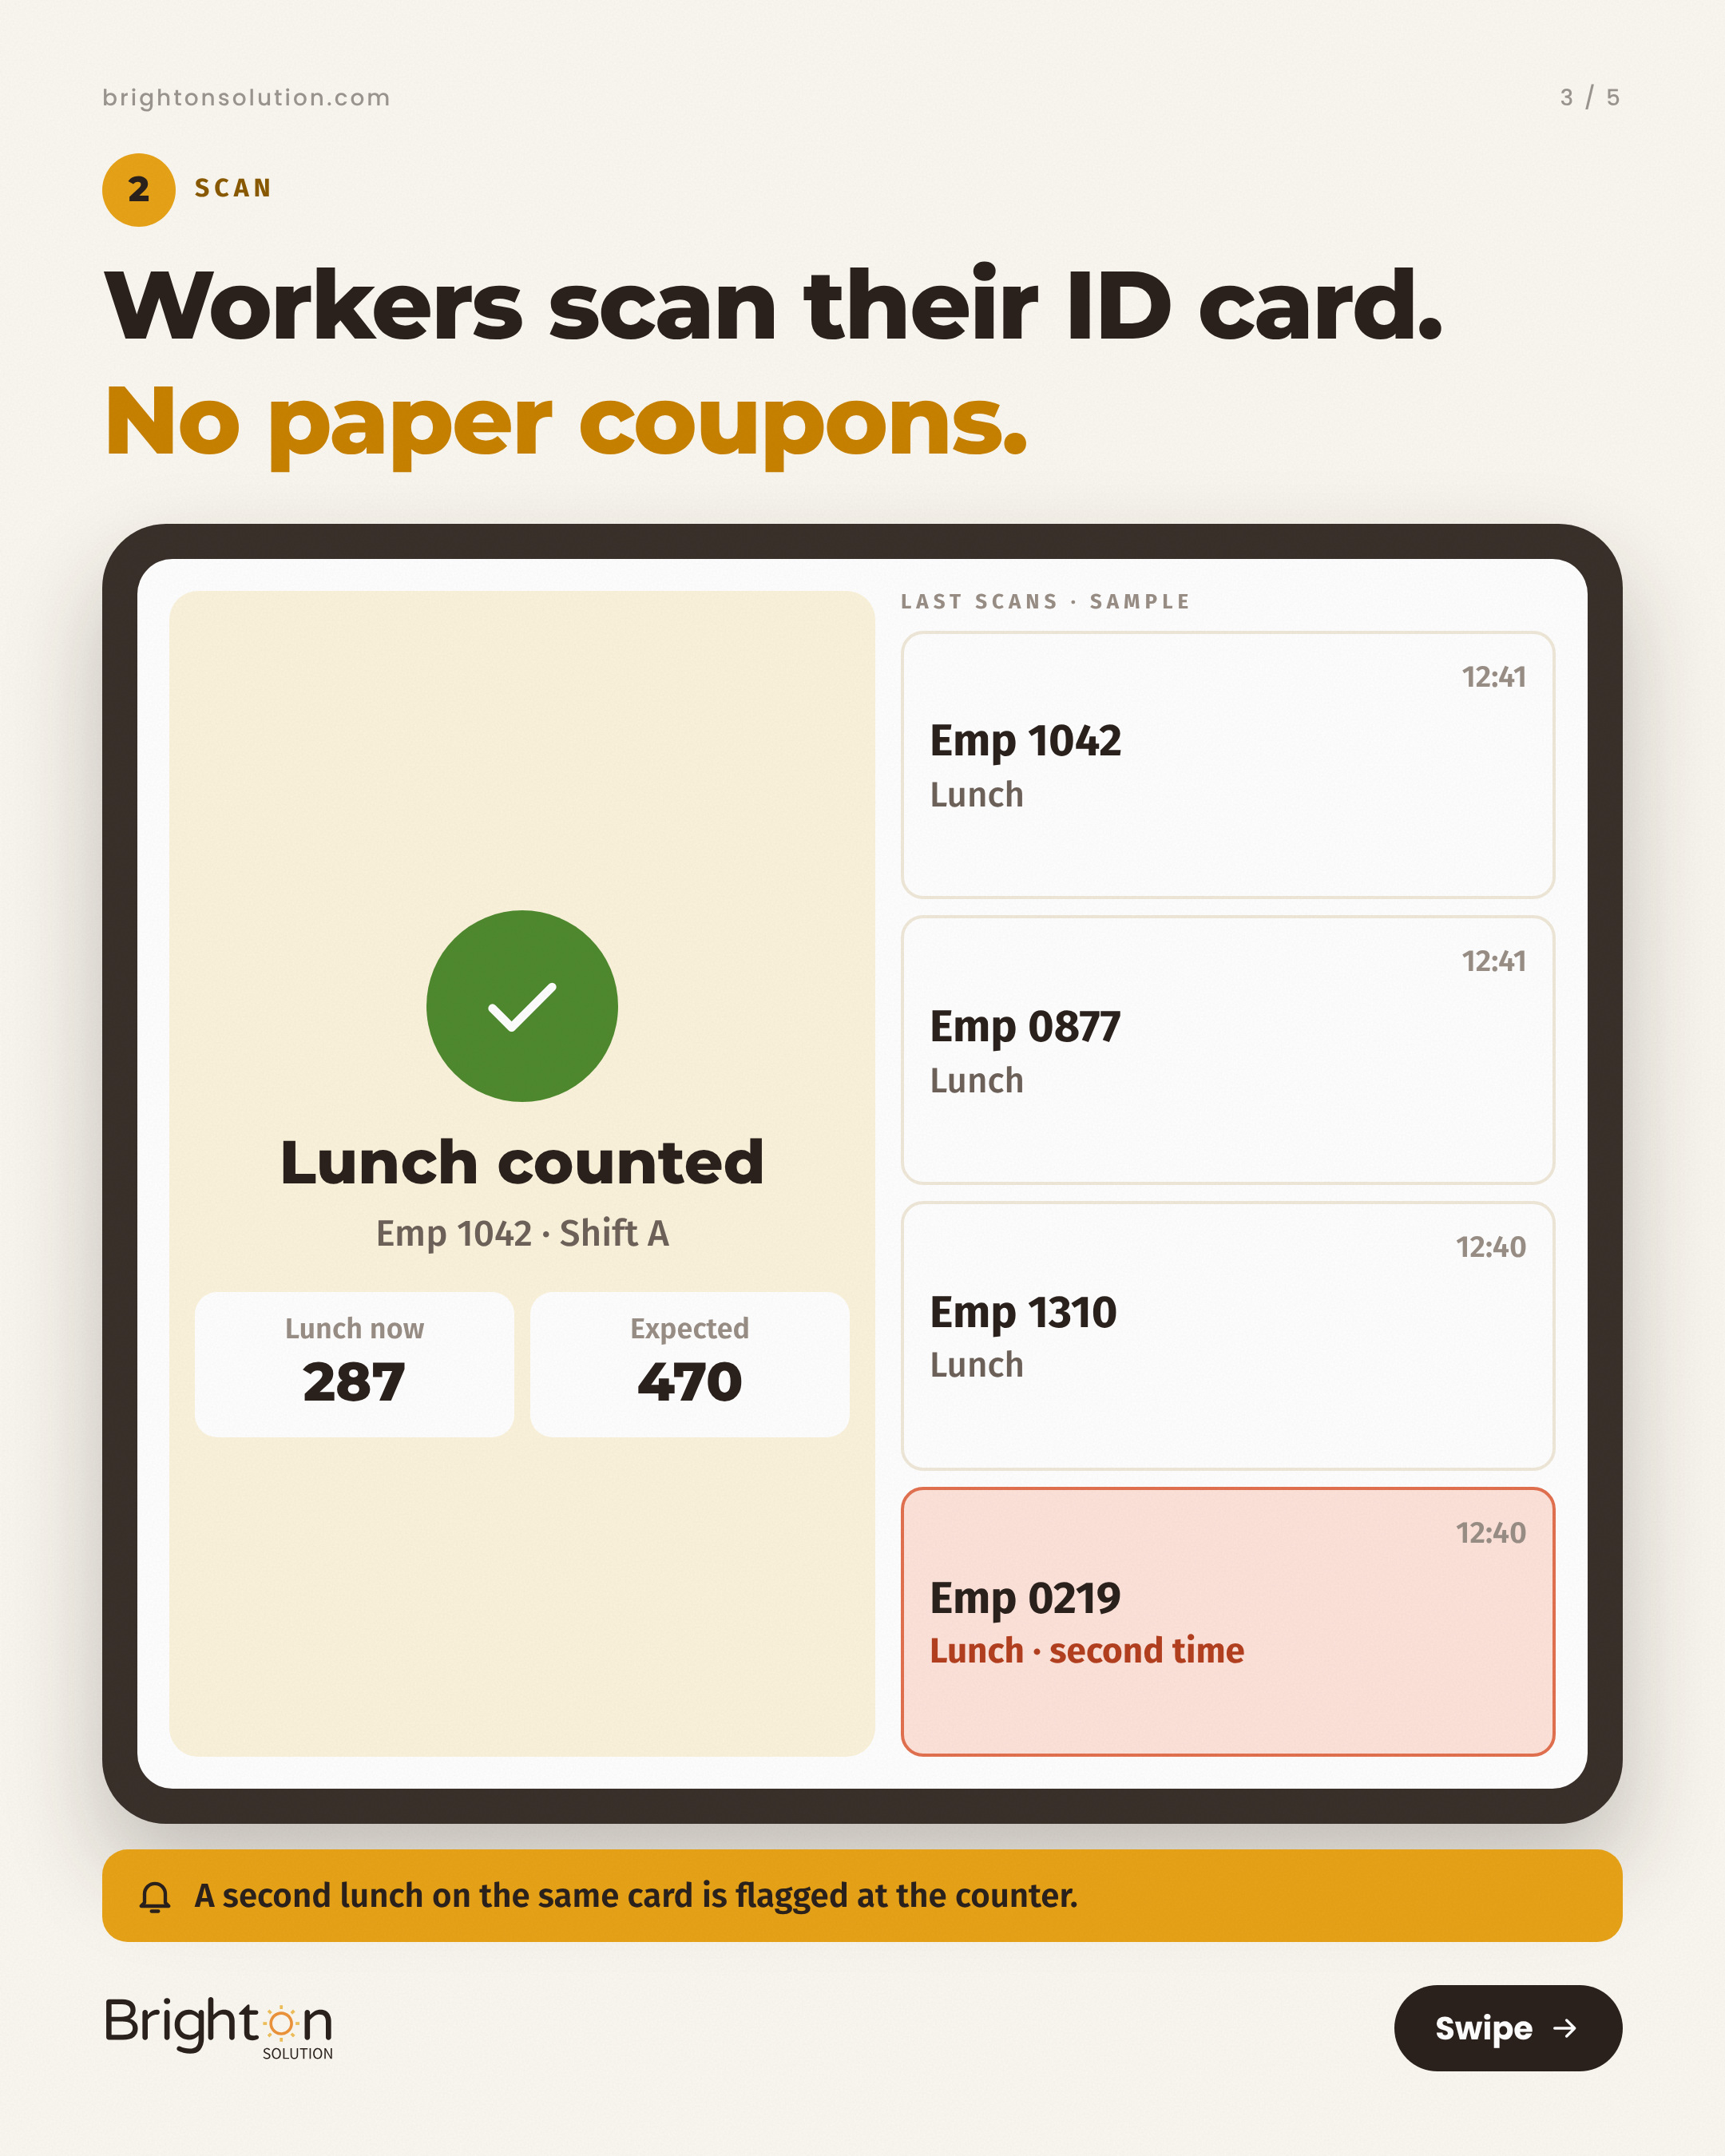 brightonsolution.com
3 / 5
2
SCAN
Workers scan their ID card.
No paper coupons.
Lunch counted
Emp 1042 · Shift A
Lunch now
287
Expected
470
LAST SCANS · SAMPLE
12:41
Emp 1042
Lunch
12:41
Emp 0877
Lunch
12:40
Emp 1310
Lunch
12:40
Emp 0219
Lunch · second time
A second lunch on the same card is flagged at the counter.
Brighton
SOLUTION
Swipe →